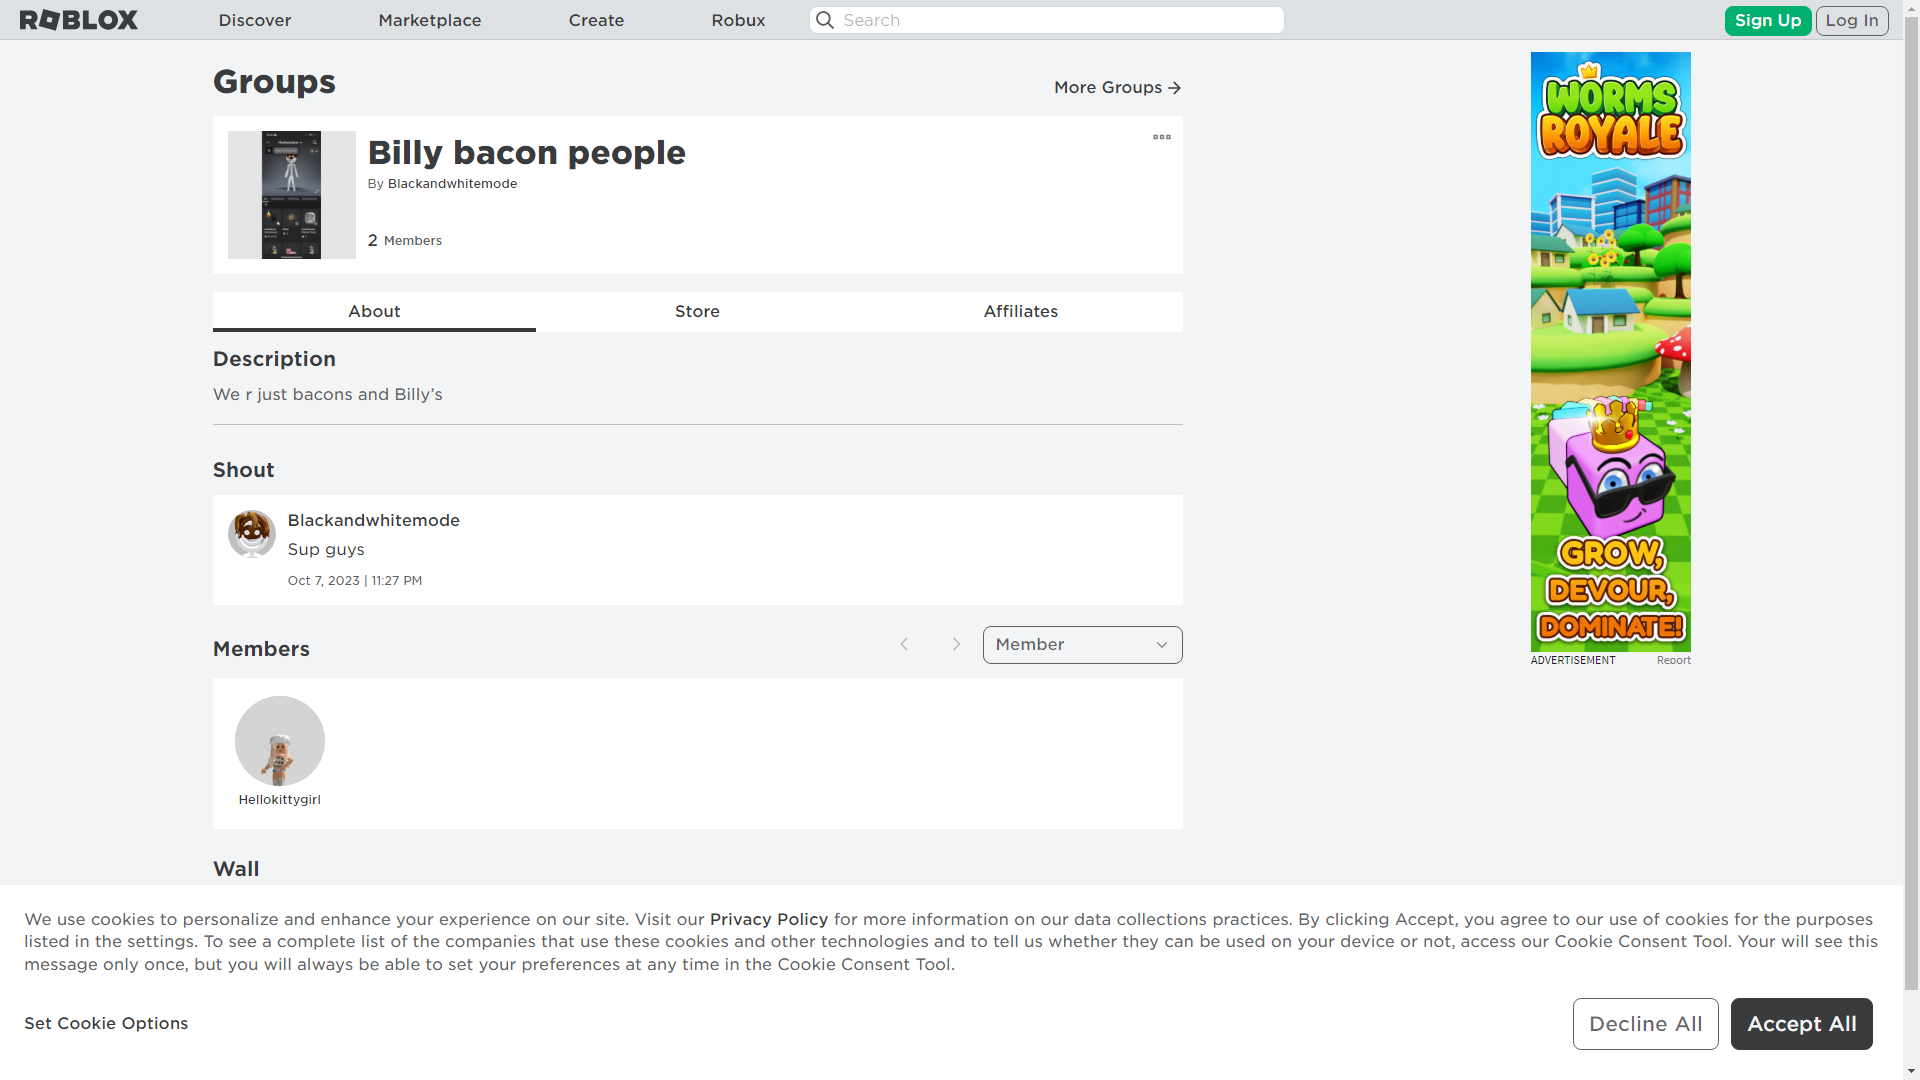 ROBLOX
Discover
Marketplace
Create
Robux
Search
Sign Up
Log In
Groups
More Groups
Billy bacon people
By Blackandwhitemode
2 Members
About
Store
Affiliates
Description
We r just bacons and Billy’s
Shout
Blackandwhitemode
Sup guys
Oct 7, 2023 | 11:27 PM
Members
Member
Hellokittygirl
Wall
WORMS
ROYALE
GROW,
DEVOUR,
DOMINATE!
ADVERTISEMENT
Report
We use cookies to personalize and enhance your experience on our site. Visit our Privacy Policy for more information on our data collections practices. By clicking Accept, you agree to our use of cookies for the purposes
listed in the settings. To see a complete list of the companies that use these cookies and other technologies and to tell us whether they can be used on your device or not, access our Cookie Consent Tool. Your will see this
message only once, but you will always be able to set your preferences at any time in the Cookie Consent Tool.
Set Cookie Options
Decline All
Accept All